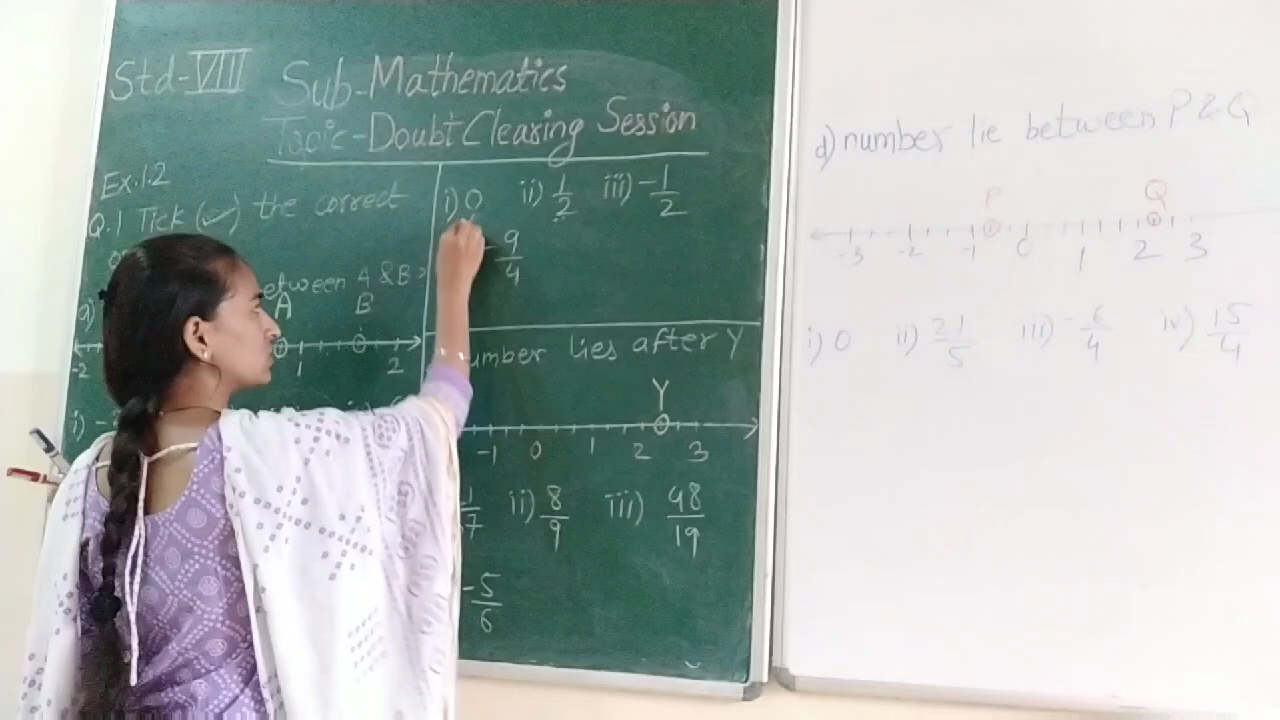 Std-VIII Sub-Mathematics
Topic-Doubt Clearing Session
Ex.1.2
Q.1 Tick (✓) the correct
a)
etween A & B
A B
-2 1 2
i) -
i) 0 ii) 1/2 iii) -1/2
-9/4
umber lies after Y
Y
-1 0 1 2 3
1/7 ii) 8/9 iii) 48/19
-5/6
d) number lie between P & Q
P Q
-3 -2 -1 0 1 2 3
i) 0 ii) 21/5 iii) -6/4 iv) 15/4